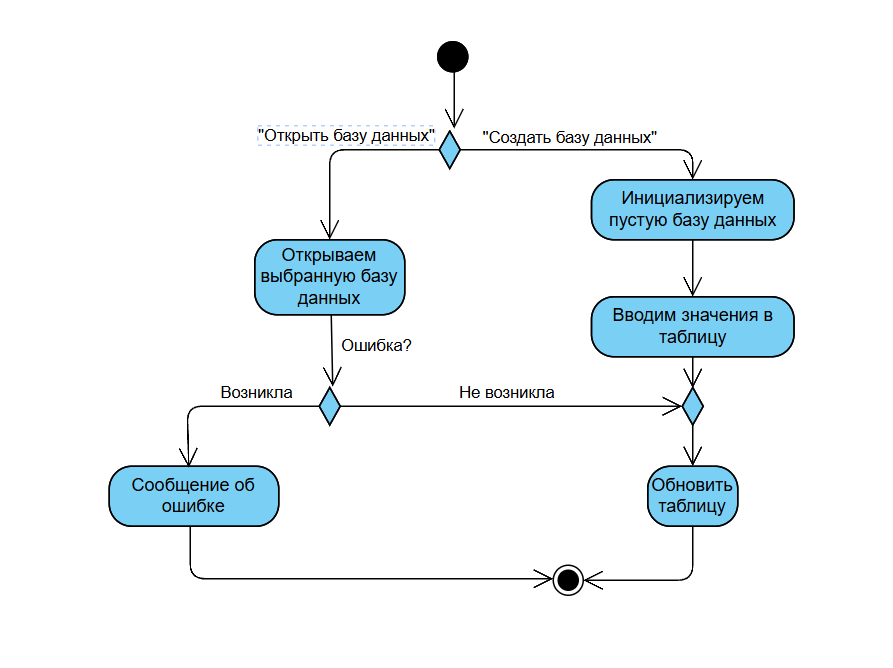 "Открыть базу данных"
"Создать базу данных"
Инициализируем
пустую базу данных
Открываем
выбранную базу
данных
Вводим значения в
таблицу
Ошибка?
Возникла
Не возникла
Сообщение об
ошибке
Обновить
таблицу